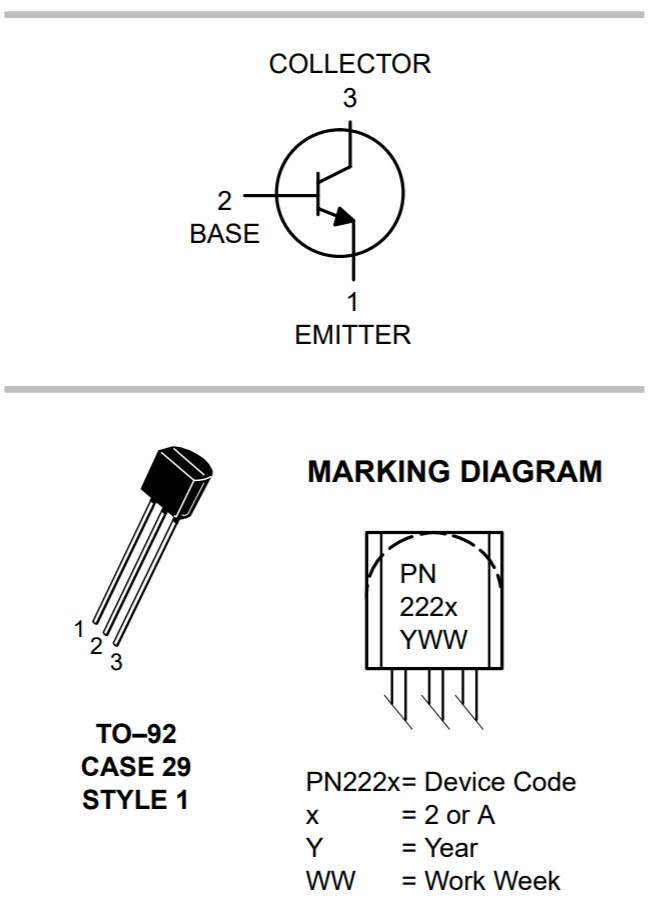 COLLECTOR
3
2
BASE
1
EMITTER
1
2
3
TO–92
CASE 29
STYLE 1
MARKING DIAGRAM
PN
222x
YWW
PN222x= Device Code
x = 2 or A
Y = Year
WW = Work Week